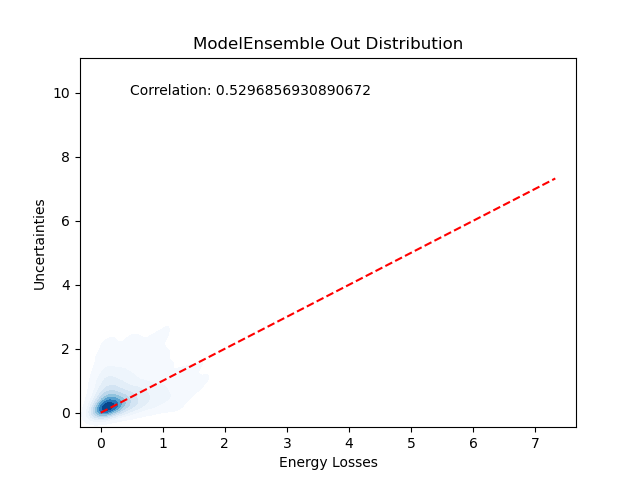 ModelEnsemble Out Distribution
Correlation: 0.5296856930890672
10
8
6
4
2
0
Uncertainties
0 1 2 3 4 5 6 7
Energy Losses